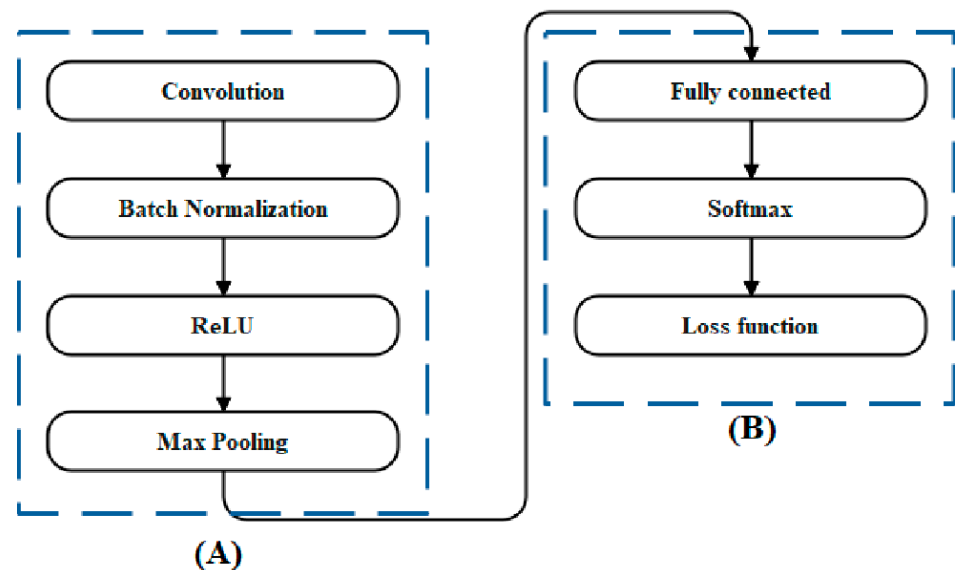 Convolution
Batch Normalization
ReLU
Max Pooling
(A)
Fully connected
Softmax
Loss function
(B)